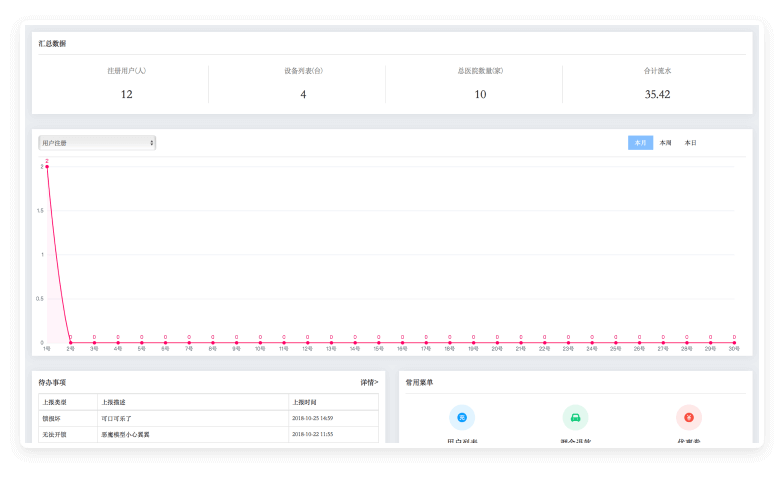 汇总数据
注册用户(人) 设备列表(台) 总医院数量(家) 合计流水
12 4 10 35.42
用户注册 本月 本周 本日
2
2
1.5
1
0.5
0 0 0 0 0 0 0 0 0 0 0 0 0 0 0 0 0 0 0 0 0 0 0 0 0 0 0 0 0 0
1号 2号 3号 4号 5号 6号 7号 8号 9号 10号 11号 12号 13号 14号 15号 16号 17号 18号 19号 20号 21号 22号 23号 24号 25号 26号 27号 28号 29号 30号
待办事项 详情> 常用菜单
上报类型 上报描述 上报时间
锁损坏 可口可乐了 2018-10-25 14:59
无法开锁 恶魔模型小心翼翼 2018-10-22 11:55
用户列表 押金退款 优惠券